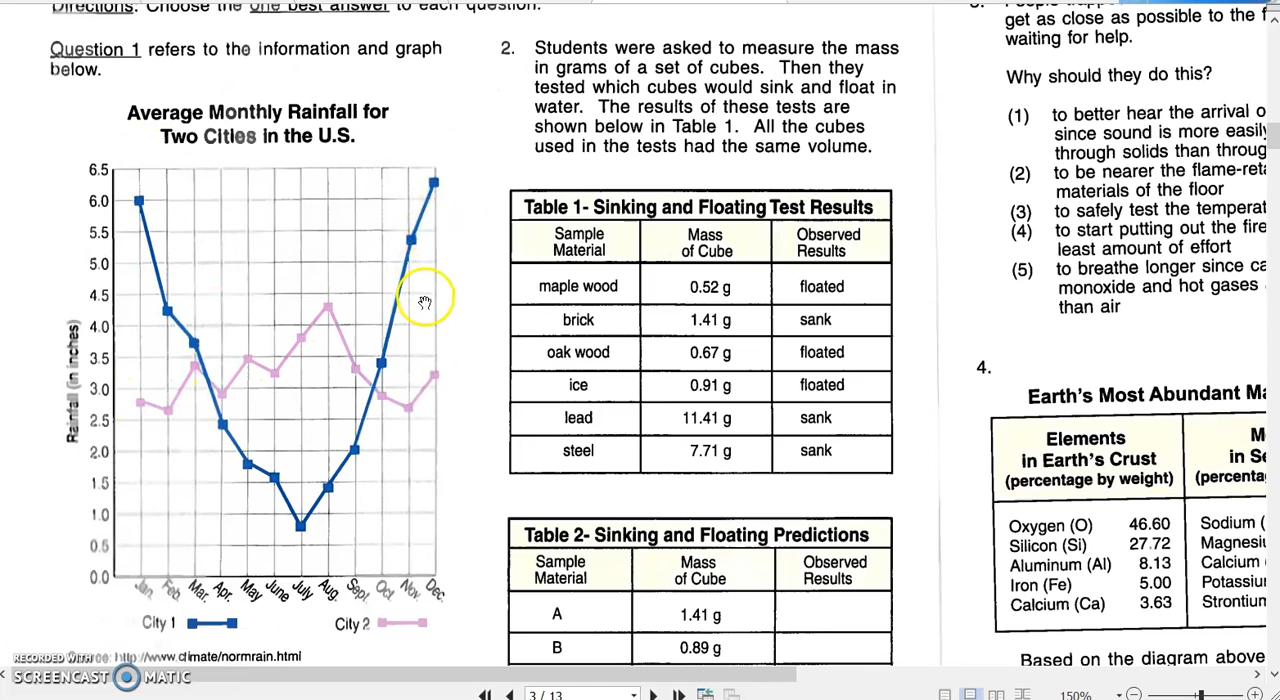 Directions: Choose the one best answer to each question.
Question 1 refers to the information and graph
below.
Average Monthly Rainfall for
Two Cities in the U.S.
Rainfall (in inches)
6.5
6.0
5.5
5.0
4.5
4.0
3.5
3.0
2.5
2.0
1.5
1.0
0.5
0.0
Jan.
Feb.
Mar.
Apr.
May
June
July
Aug.
Sept.
Oct.
Nov.
Dec.
City 1
City 2
http://www.climate/normrain.html
RECORDED WITH
SCREENCAST MATIC
2. Students were asked to measure the mass
in grams of a set of cubes. Then they
tested which cubes would sink and float in
water. The results of these tests are
shown below in Table 1. All the cubes
used in the tests had the same volume.
Table 1- Sinking and Floating Test Results
Sample Material Mass of Cube Observed Results
maple wood 0.52 g floated
brick 1.41 g sank
oak wood 0.67 g floated
ice 0.91 g floated
lead 11.41 g sank
steel 7.71 g sank
Table 2- Sinking and Floating Predictions
Sample Material Mass of Cube Observed Results
A 1.41 g
B 0.89 g
get as close as possible to the f
waiting for help.
Why should they do this?
(1) to better hear the arrival o
since sound is more easily
through solids than throug
(2) to be nearer the flame-reta
materials of the floor
(3) to safely test the temperat
(4) to start putting out the fire
least amount of effort
(5) to breathe longer since ca
monoxide and hot gases
than air
4.
Earth's Most Abundant Ma
Elements
in Earth's Crust
(percentage by weight)
M
in Se
(percenta
Oxygen (O) 46.60 Sodium (
Silicon (Si) 27.72 Magnesiu
Aluminum (Al) 8.13 Calcium
Iron (Fe) 5.00 Potassiu
Calcium (Ca) 3.63 Strontium
Based on the diagram above
3 / 13
150%